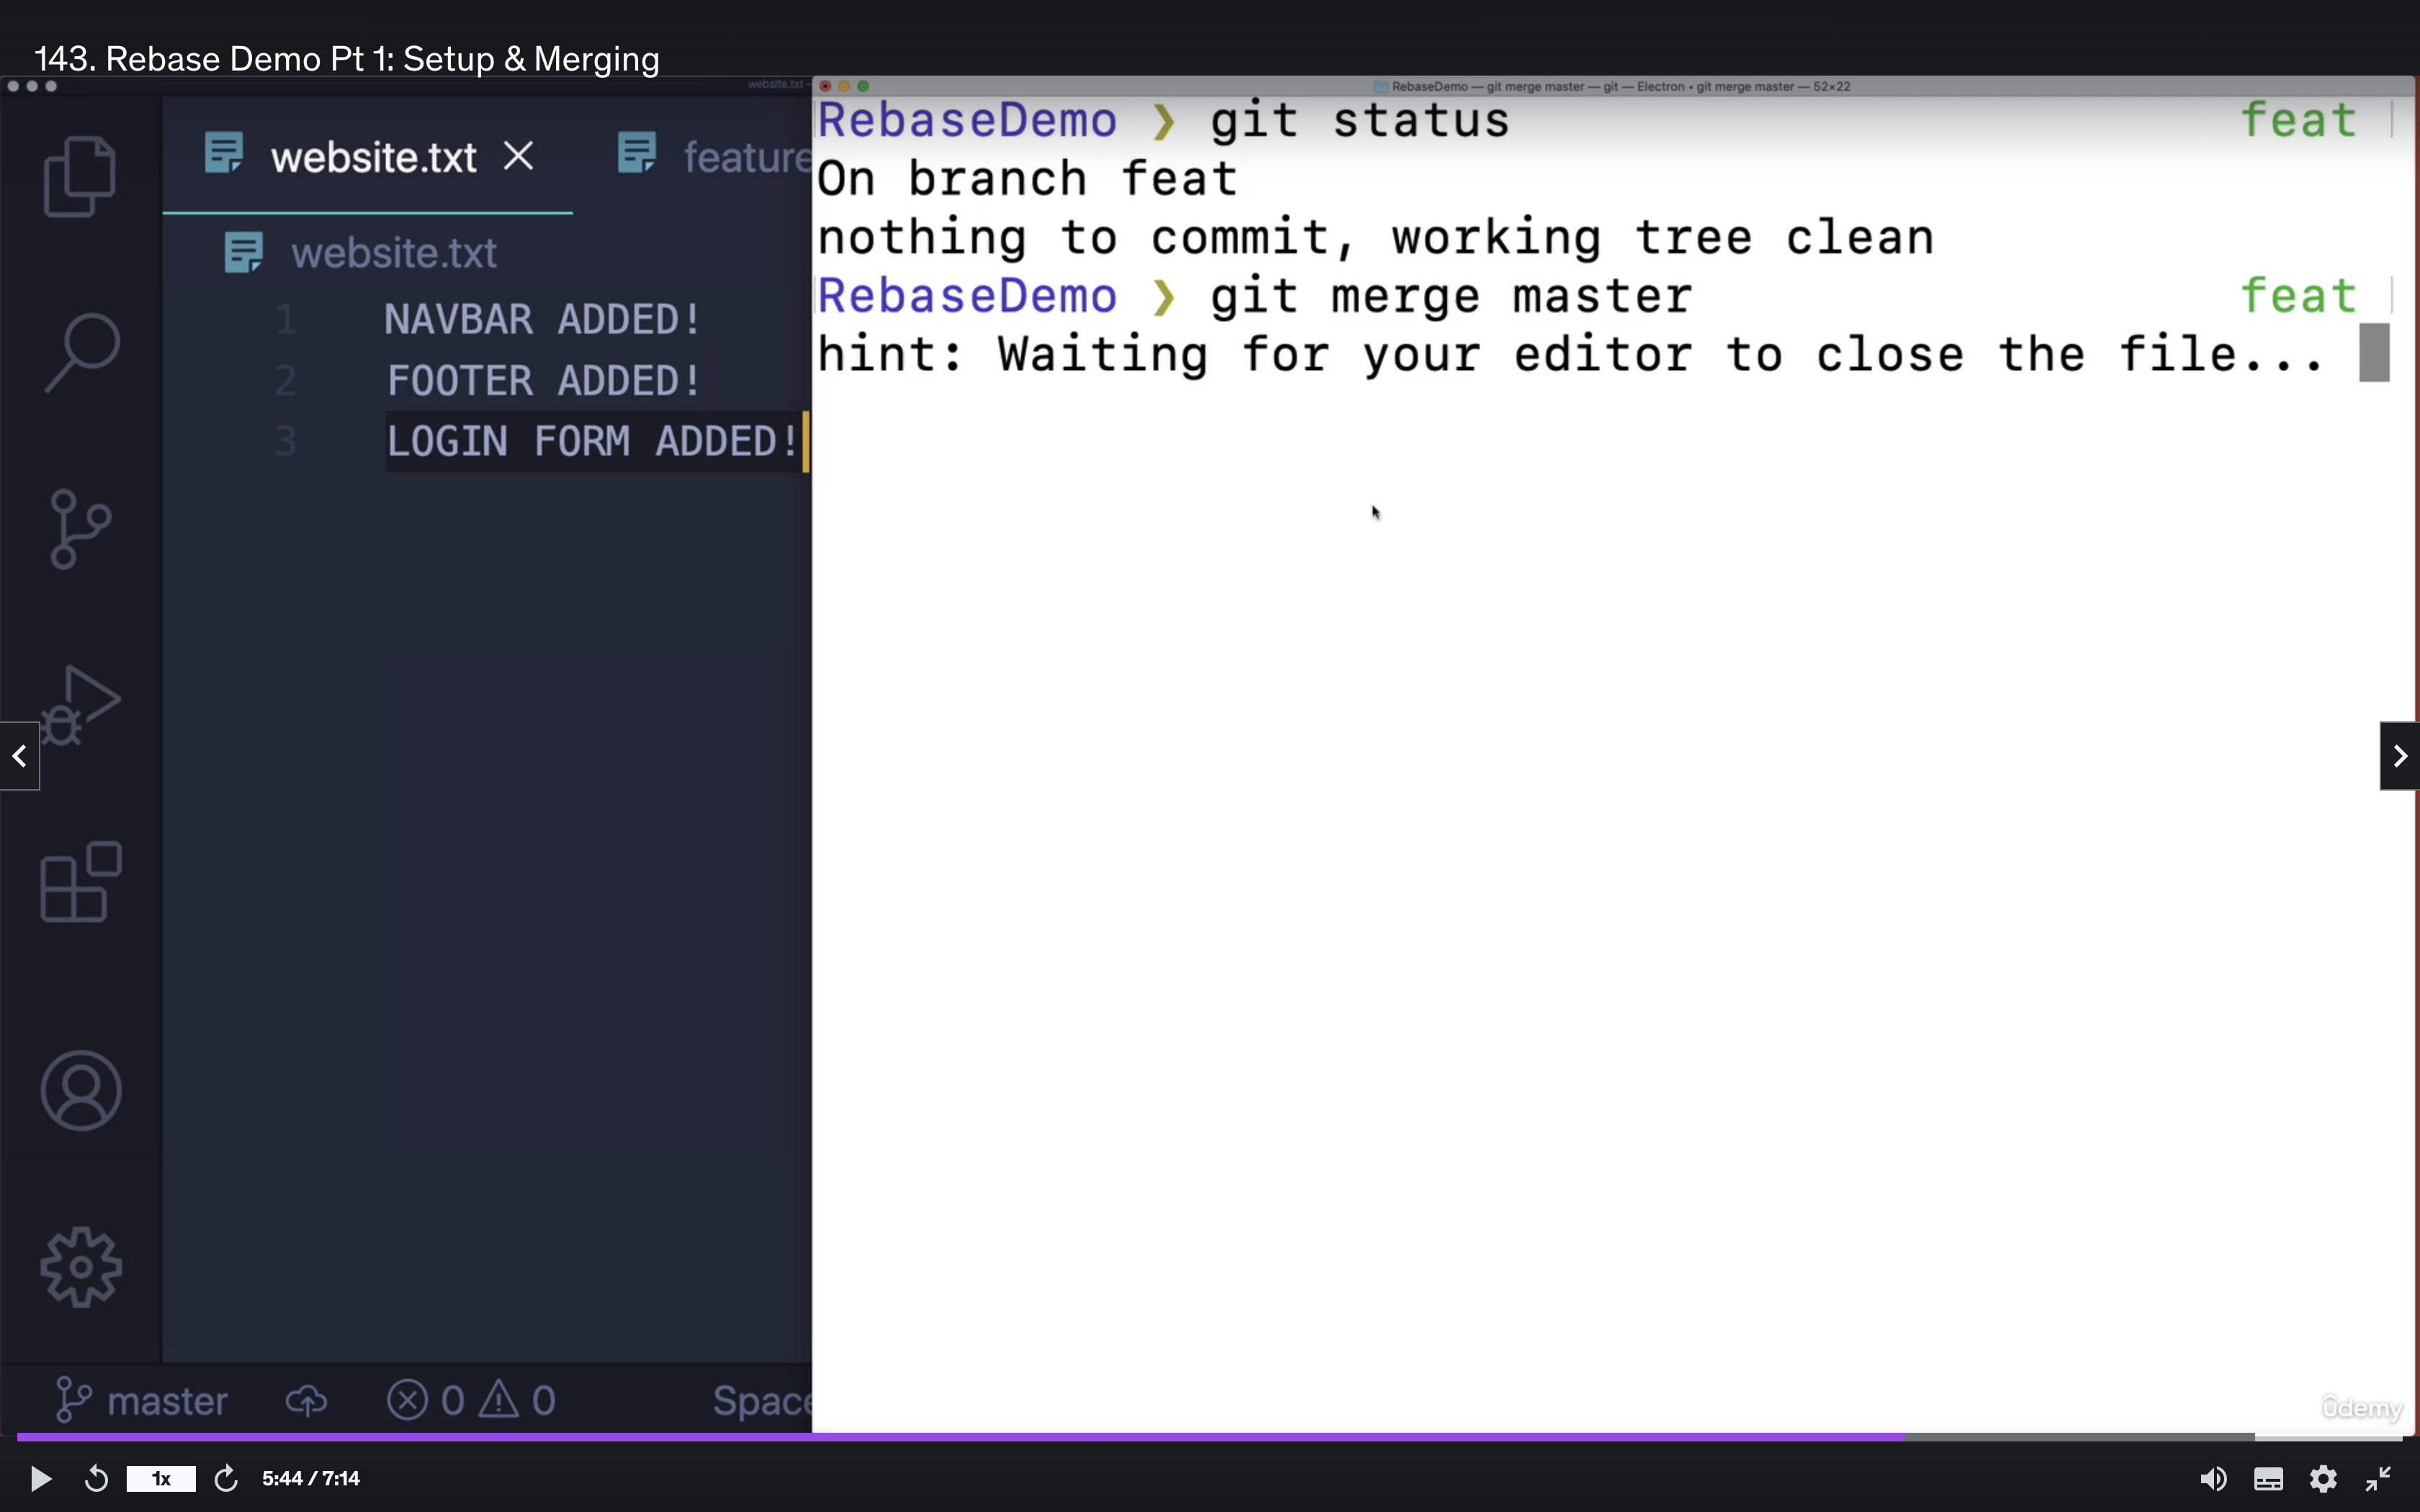 143. Rebase Demo Pt 1: Setup & Merging
website.txt —
RebaseDemo — git merge master — git — Electron • git merge master — 52×22
website.txt
feature
website.txt
1 NAVBAR ADDED!
2 FOOTER ADDED!
3 LOGIN FORM ADDED!
RebaseDemo ❯ git status feat
On branch feat
nothing to commit, working tree clean
RebaseDemo ❯ git merge master feat
hint: Waiting for your editor to close the file...
master 0 0 Space
ûdemy
1x 5:44 / 7:14